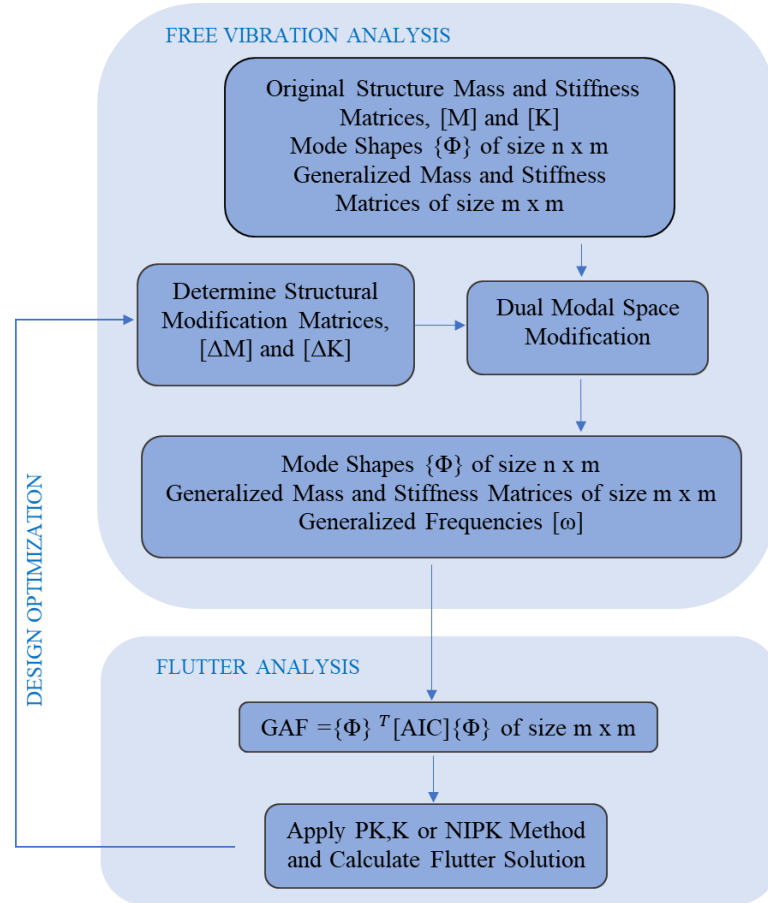 FREE VIBRATION ANALYSIS
Original Structure Mass and Stiffness
Matrices, [M] and [K]
Mode Shapes {Φ} of size n x m
Generalized Mass and Stiffness
Matrices of size m x m
Determine Structural
Modification Matrices,
[ΔM] and [ΔK]
Dual Modal Space
Modification
Mode Shapes {Φ} of size n x m
Generalized Mass and Stiffness Matrices of size m x m
Generalized Frequencies [ω]
DESIGN OPTIMIZATION
FLUTTER ANALYSIS
GAF ={Φ} ᵀ [AIC]{Φ} of size m x m
Apply PK,K or NIPK Method
and Calculate Flutter Solution